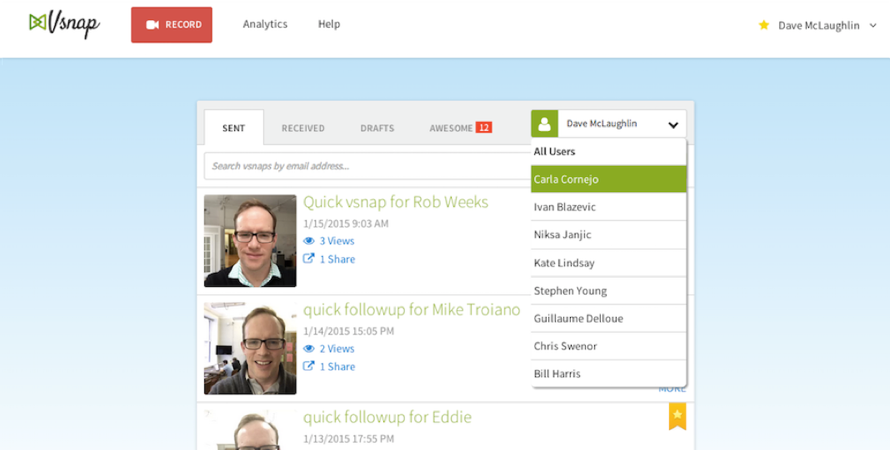 Vsnap
RECORD
Analytics
Help
Dave McLaughlin
SENT
RECEIVED
DRAFTS
AWESOME 12
Dave McLaughlin
Search vsnaps by email address...
All Users
Carla Cornejo
Ivan Blazevic
Niksa Janjic
Kate Lindsay
Stephen Young
Guillaume Delloue
Chris Swenor
Bill Harris
Quick vsnap for Rob Weeks
1/15/2015 9:03 AM
3 Views
1 Share
quick followup for Mike Troiano
1/14/2015 15:05 PM
2 Views
1 Share
MORE
quick followup for Eddie
1/13/2015 17:55 PM